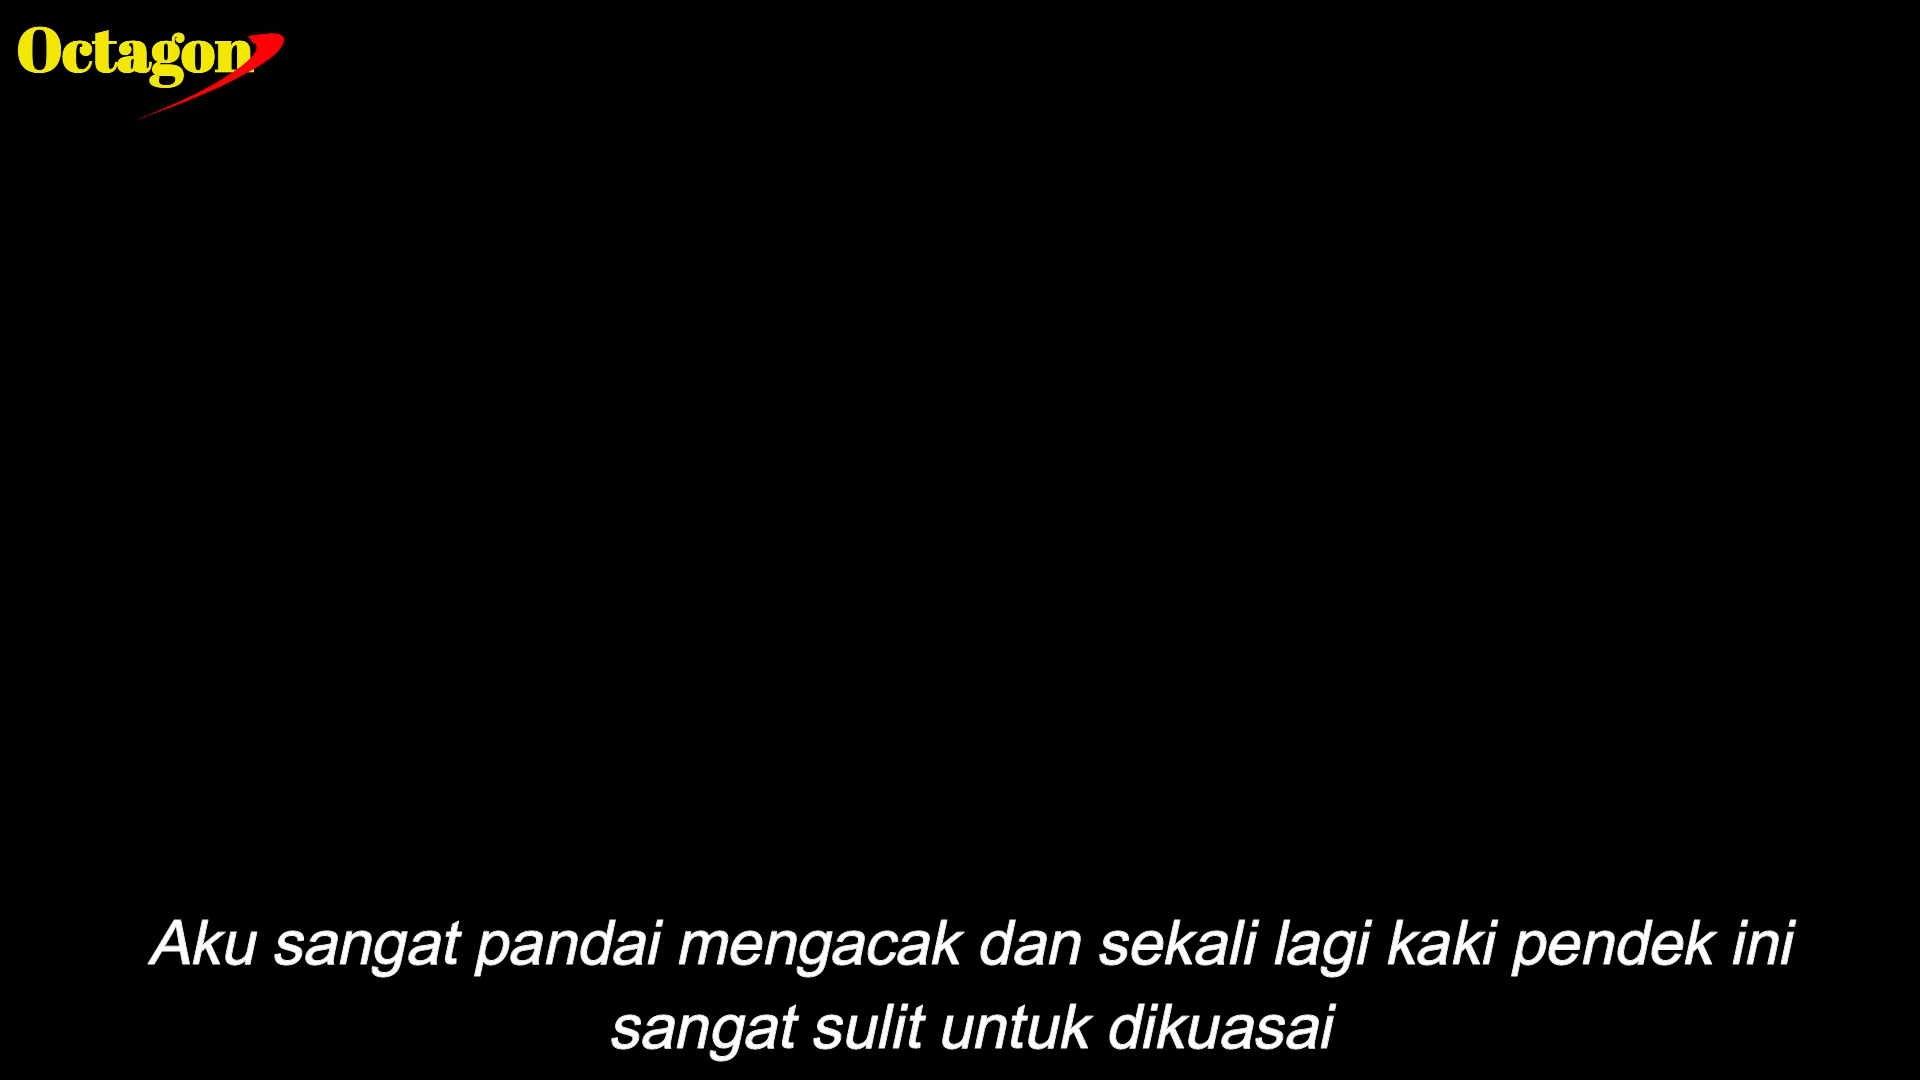 Octagon
Aku sangat pandai mengacak dan sekali lagi kaki pendek ini
sangat sulit untuk dikuasai